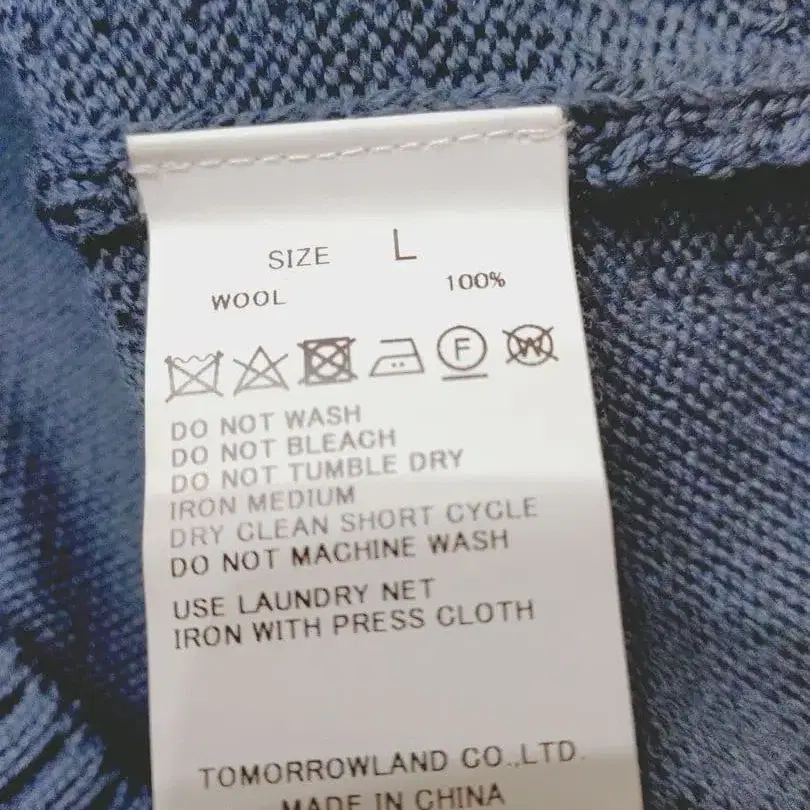 SIZE L
WOOL 100%
F W
DO NOT WASH
DO NOT BLEACH
DO NOT TUMBLE DRY
IRON MEDIUM
DRY CLEAN SHORT CYCLE
DO NOT MACHINE WASH
USE LAUNDRY NET
IRON WITH PRESS CLOTH
TOMORROWLAND CO.,LTD.
MADE IN CHINA